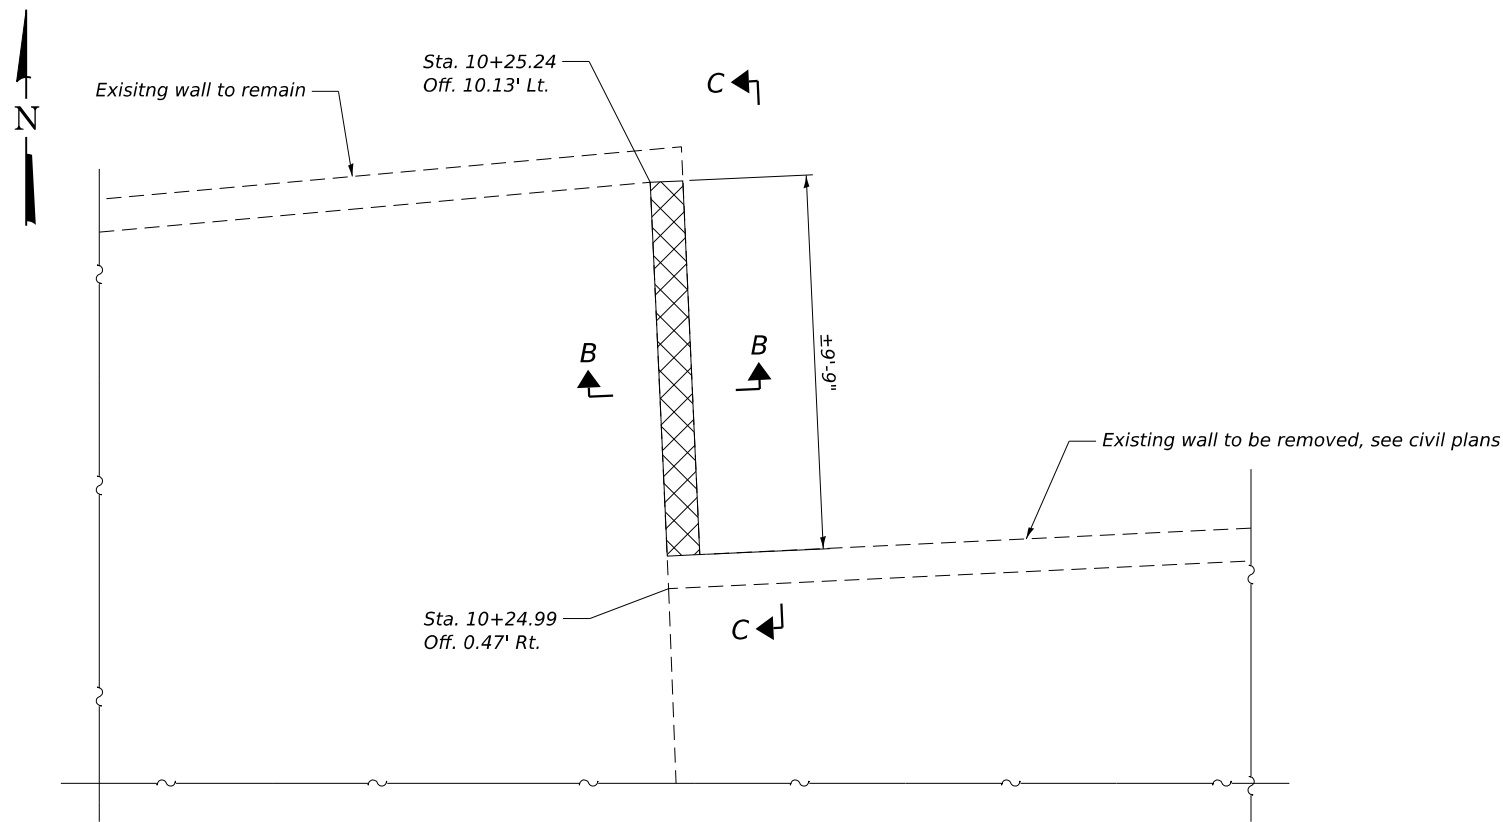 Sta. 10+25.24
Off. 10.13' Lt.
C
Exisitng wall to remain
N
B
B
±9'-9"
Existing wall to be removed, see civil plans
Sta. 10+24.99
Off. 0.47' Rt.
C